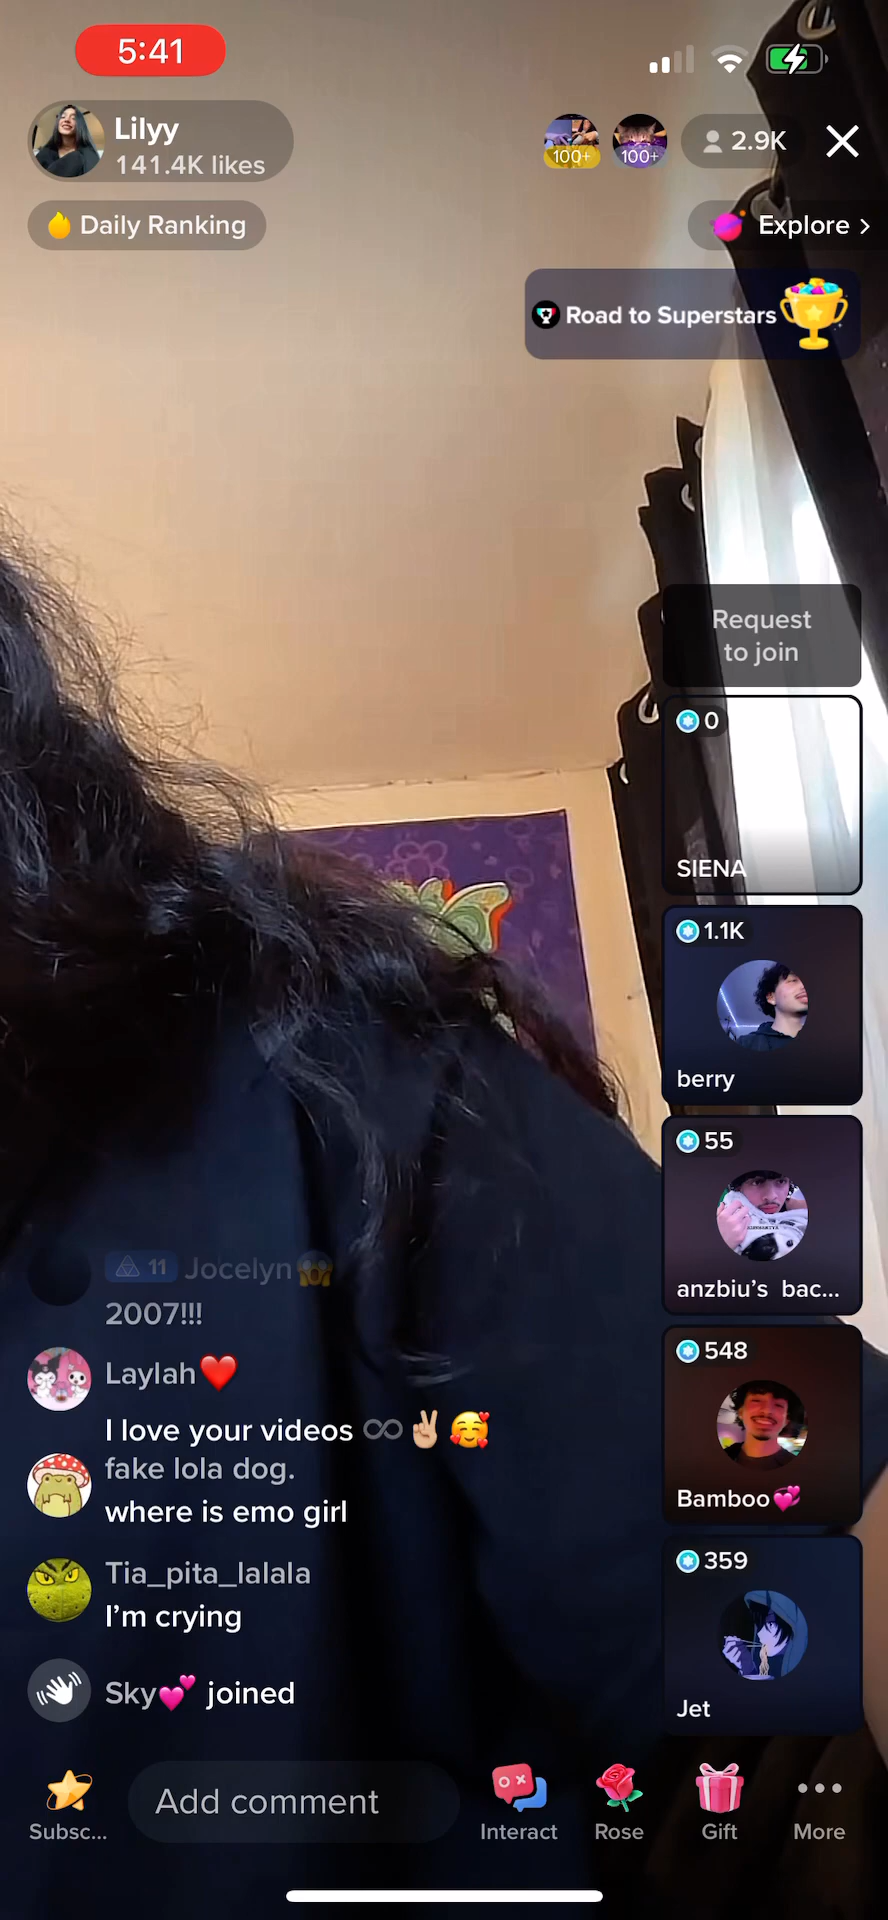 5:41
Lilyy
141.4K likes
100+
100+
2.9K
Daily Ranking
Explore >
Road to Superstars
Request
to join
0
SIENA
1.1K
berry
55
anzbiu’s bac...
548
Bamboo💞
359
Jet
11 Jocelyn😱
2007!!!
Laylah❤️
I love your videos ♾️✌🏼🥰
fake lola dog.
where is emo girl
Tia_pita_lalala
I’m crying
Sky💕 joined
Subsc...
Add comment
Interact
Rose
Gift
More